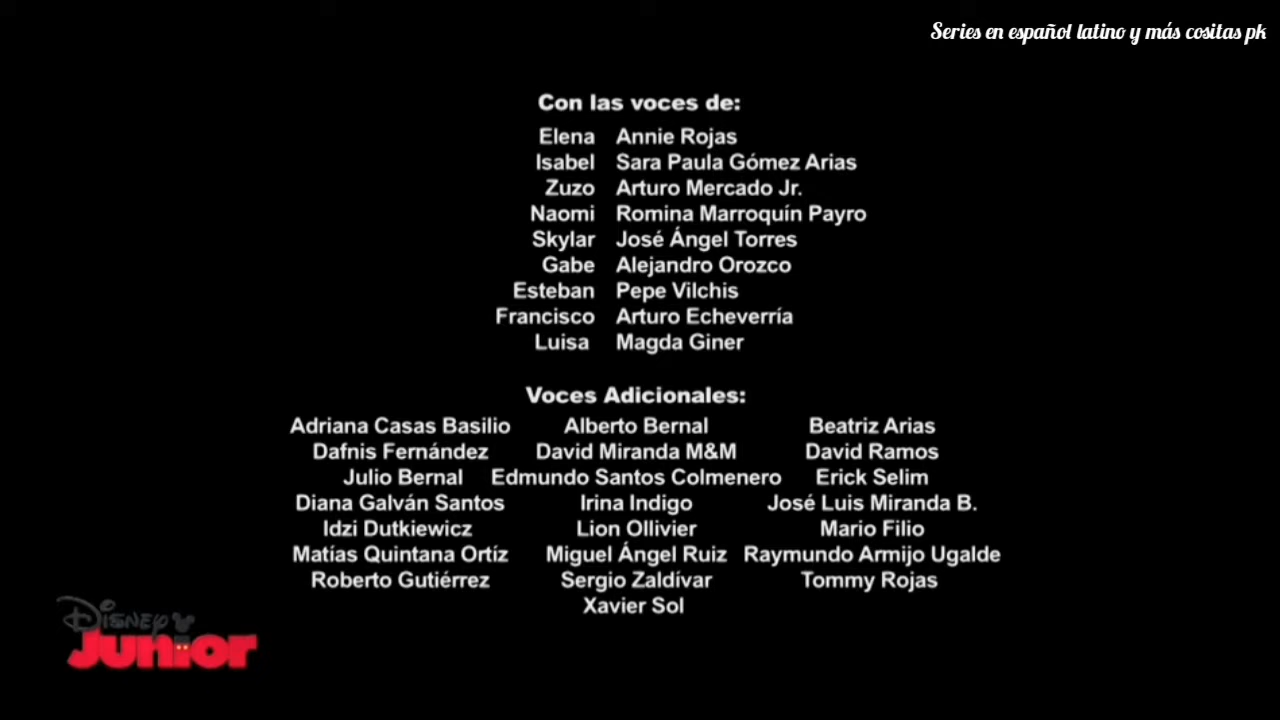 Series en español latino y más cositas pk
Con las voces de:
Elena Annie Rojas
Isabel Sara Paula Gómez Arias
Zuzo Arturo Mercado Jr.
Naomi Romina Marroquín Payro
Skylar José Ángel Torres
Gabe Alejandro Orozco
Esteban Pepe Vilchis
Francisco Arturo Echeverría
Luisa Magda Giner
Voces Adicionales:
Adriana Casas Basilio Alberto Bernal Beatriz Arias
Dafnis Fernández David Miranda M&M David Ramos
Julio Bernal Edmundo Santos Colmenero Erick Selim
Diana Galván Santos Irina Indigo José Luis Miranda B.
Idzi Dutkiewicz Lion Ollivier Mario Filio
Matías Quintana Ortíz Miguel Ángel Ruiz Raymundo Armijo Ugalde
Roberto Gutiérrez Sergio Zaldívar Tommy Rojas
Xavier Sol
Disney
Junior